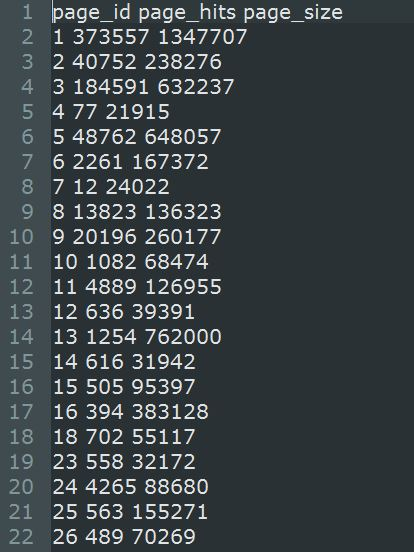 1 page_id page_hits page_size
2 1 373557 1347707
3 2 40752 238276
4 3 184591 632237
5 4 77 21915
6 5 48762 648057
7 6 2261 167372
8 7 12 24022
9 8 13823 136323
10 9 20196 260177
11 10 1082 68474
12 11 4889 126955
13 12 636 39391
14 13 1254 762000
15 14 616 31942
16 15 505 95397
17 16 394 383128
18 18 702 55117
19 23 558 32172
20 24 4265 88680
21 25 563 155271
22 26 489 70269